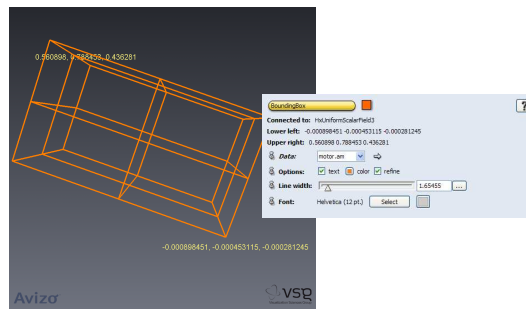 0.560898, 0.788453, 0.436281
-0.000898451, -0.000453115, -0.000281245
Avizo
vsg
BoundingBox
?
Connected to: HxUniformScalarField3
Lower left: -0.000898451 -0.000453115 -0.000281245
Upper right: 0.560898 0.788453 0.436281
Data: motor.am
Options: text color refine
Line width: 1.65455 ...
Font: Helvetica (12 pt.) Select